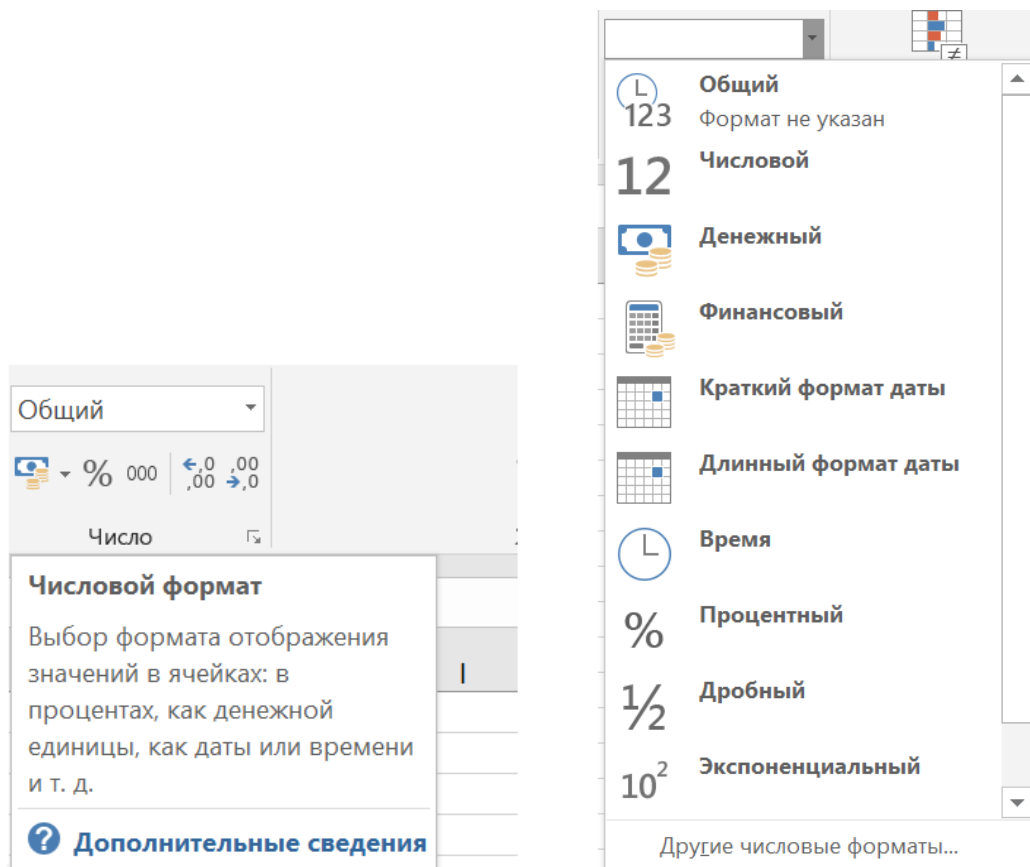 Общий
% 000 ,0 ,00
,00 ,0
Число
Числовой формат
Выбор формата отображения
значений в ячейках: в
процентах, как денежной
единицы, как даты или времени
и т. д.
? Дополнительные сведения
I
≠
123
Общий
Формат не указан
12
Числовой
Денежный
Финансовый
Краткий формат даты
Длинный формат даты
Время
%
Процентный
½
Дробный
10²
Экспоненциальный
Другие числовые форматы...